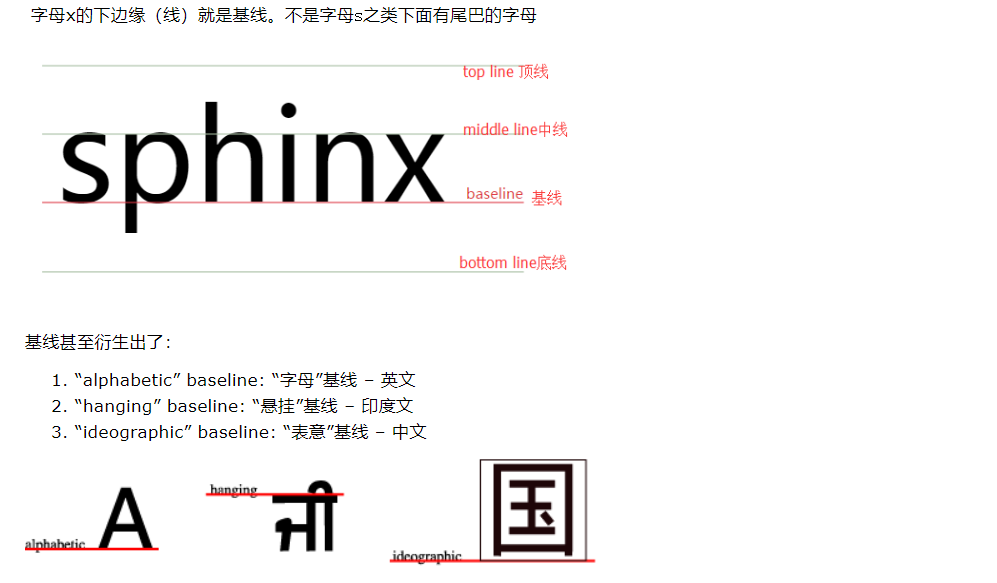 字母x的下边缘（线）就是基线。不是字母s之类下面有尾巴的字母
top line 顶线
sphinx
middle line中线
baseline 基线
bottom line底线
基线甚至衍生出了：
1. “alphabetic” baseline: “字母”基线 – 英文
2. “hanging” baseline: “悬挂”基线 – 印度文
3. “ideographic” baseline: “表意”基线 – 中文
alphabetic A
hanging जी
ideographic 国